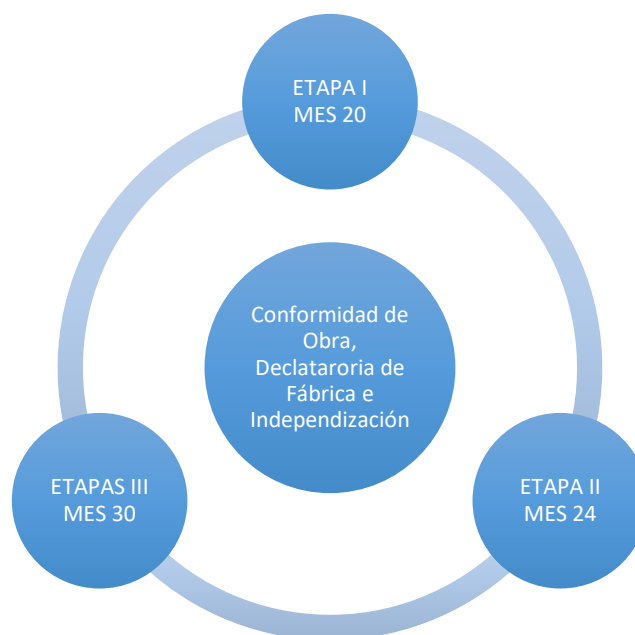 ETAPA I
MES 20
Conformidad de
Obra,
Declataroria de
Fábrica e
Independización
ETAPAS III
MES 30
ETAPA II
MES 24